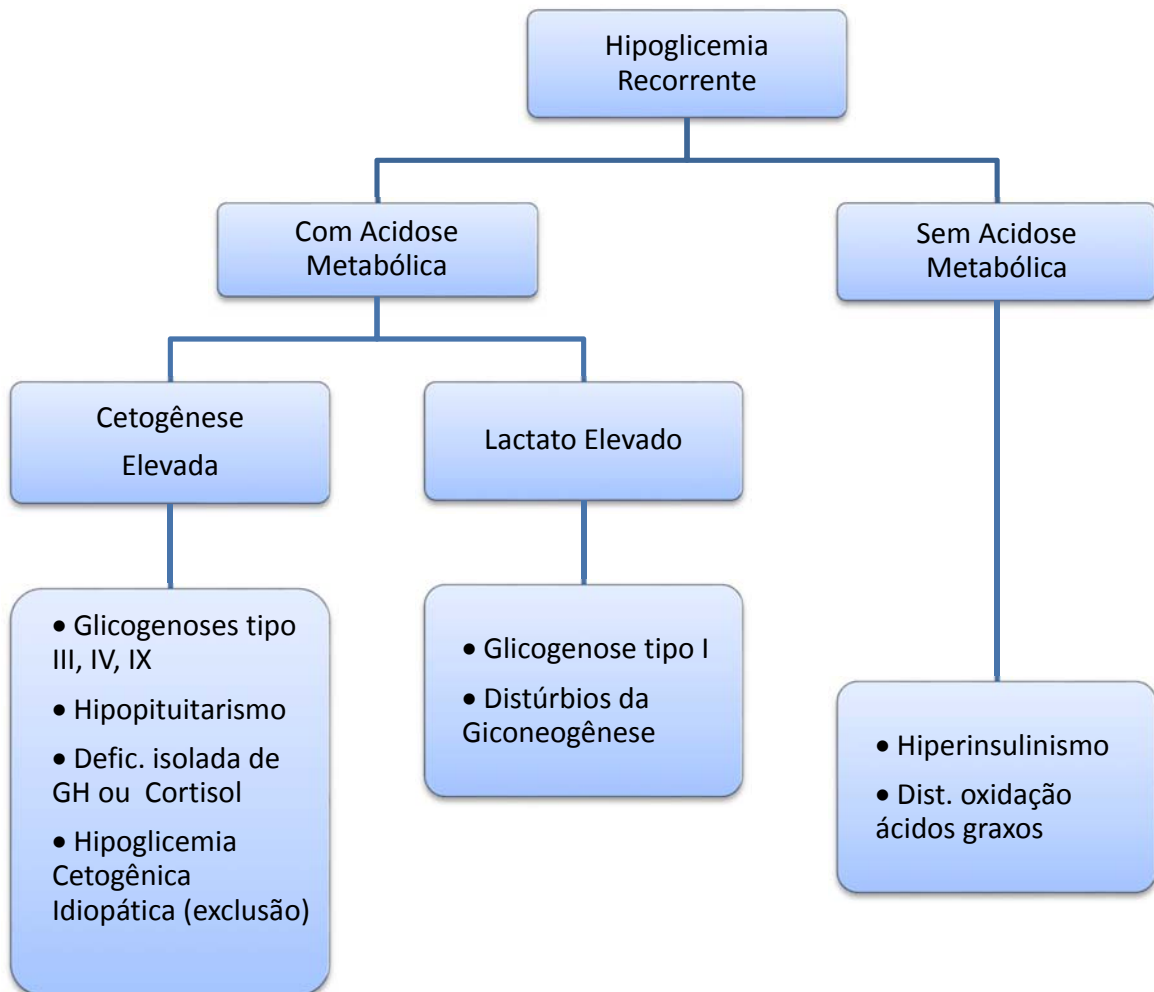 Hipoglicemia
Recorrente
Com Acidose
Metabólica
Sem Acidose
Metabólica
Cetogênese
Elevada
Lactato Elevado
• Glicogenoses tipo
III, IV, IX
• Hipopituitarismo
• Defic. isolada de
GH ou Cortisol
• Hipoglicemia
Cetogênica
Idiopática (exclusão)
• Glicogenose tipo I
• Distúrbios da
Giconeogênese
• Hiperinsulinismo
• Dist. oxidação
ácidos graxos